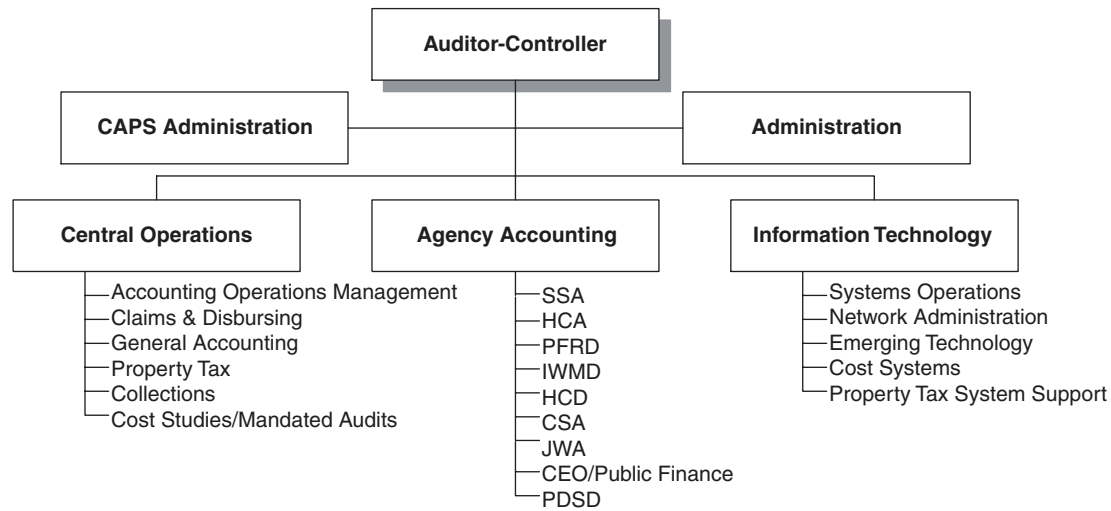 Auditor-Controller
CAPS Administration
Administration
Central Operations
Accounting Operations Management
Claims & Disbursing
General Accounting
Property Tax
Collections
Cost Studies/Mandated Audits
Agency Accounting
SSA
HCA
PFRD
IWMD
HCD
CSA
JWA
CEO/Public Finance
PDSD
Information Technology
Systems Operations
Network Administration
Emerging Technology
Cost Systems
Property Tax System Support